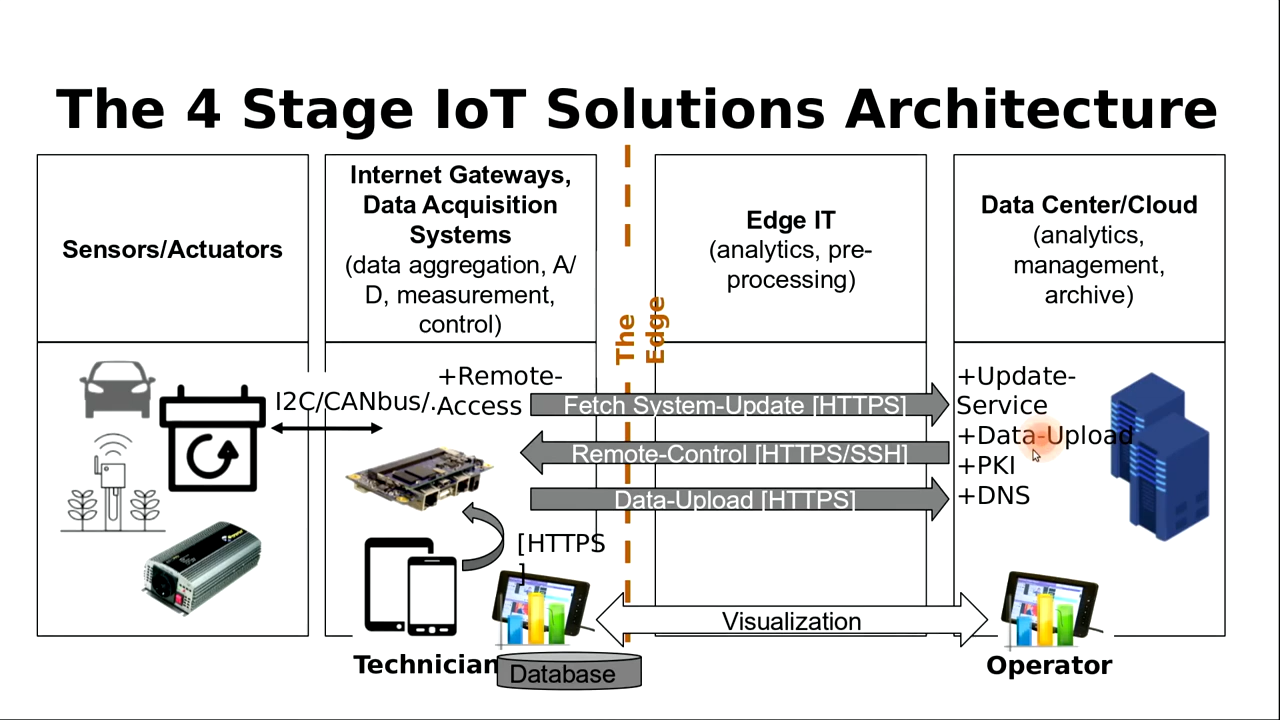 The 4 Stage IoT Solutions Architecture
Sensors/Actuators
Internet Gateways,
Data Acquisition
Systems
(data aggregation, A/
D, measurement,
control)
The
Edge
Edge IT
(analytics, pre-
processing)
Data Center/Cloud
(analytics,
management,
archive)
I2C/CANbus/.
+Remote-
Access
Fetch System-Update [HTTPS]
Remote-Control [HTTPS/SSH]
Data-Upload [HTTPS]
+Update-
Service
+Data-Upload
+PKI
+DNS
[HTTPS
]
Visualization
Technician
Database
Operator